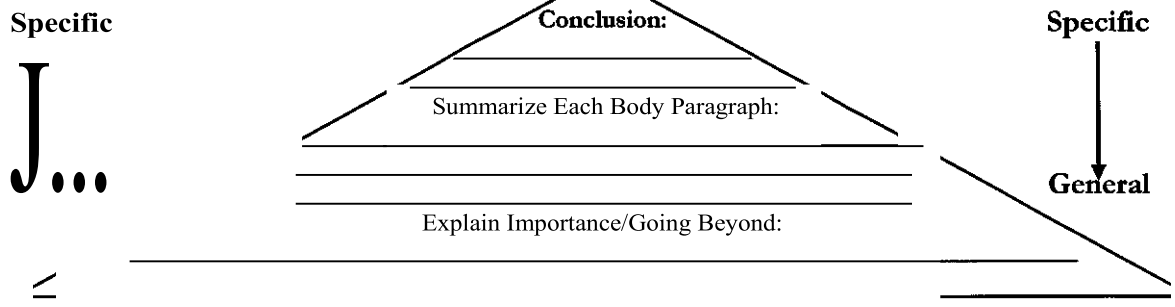 Specific
Conclusion:
Specific
Summarize Each Body Paragraph:
J...
General
Explain Importance/Going Beyond: